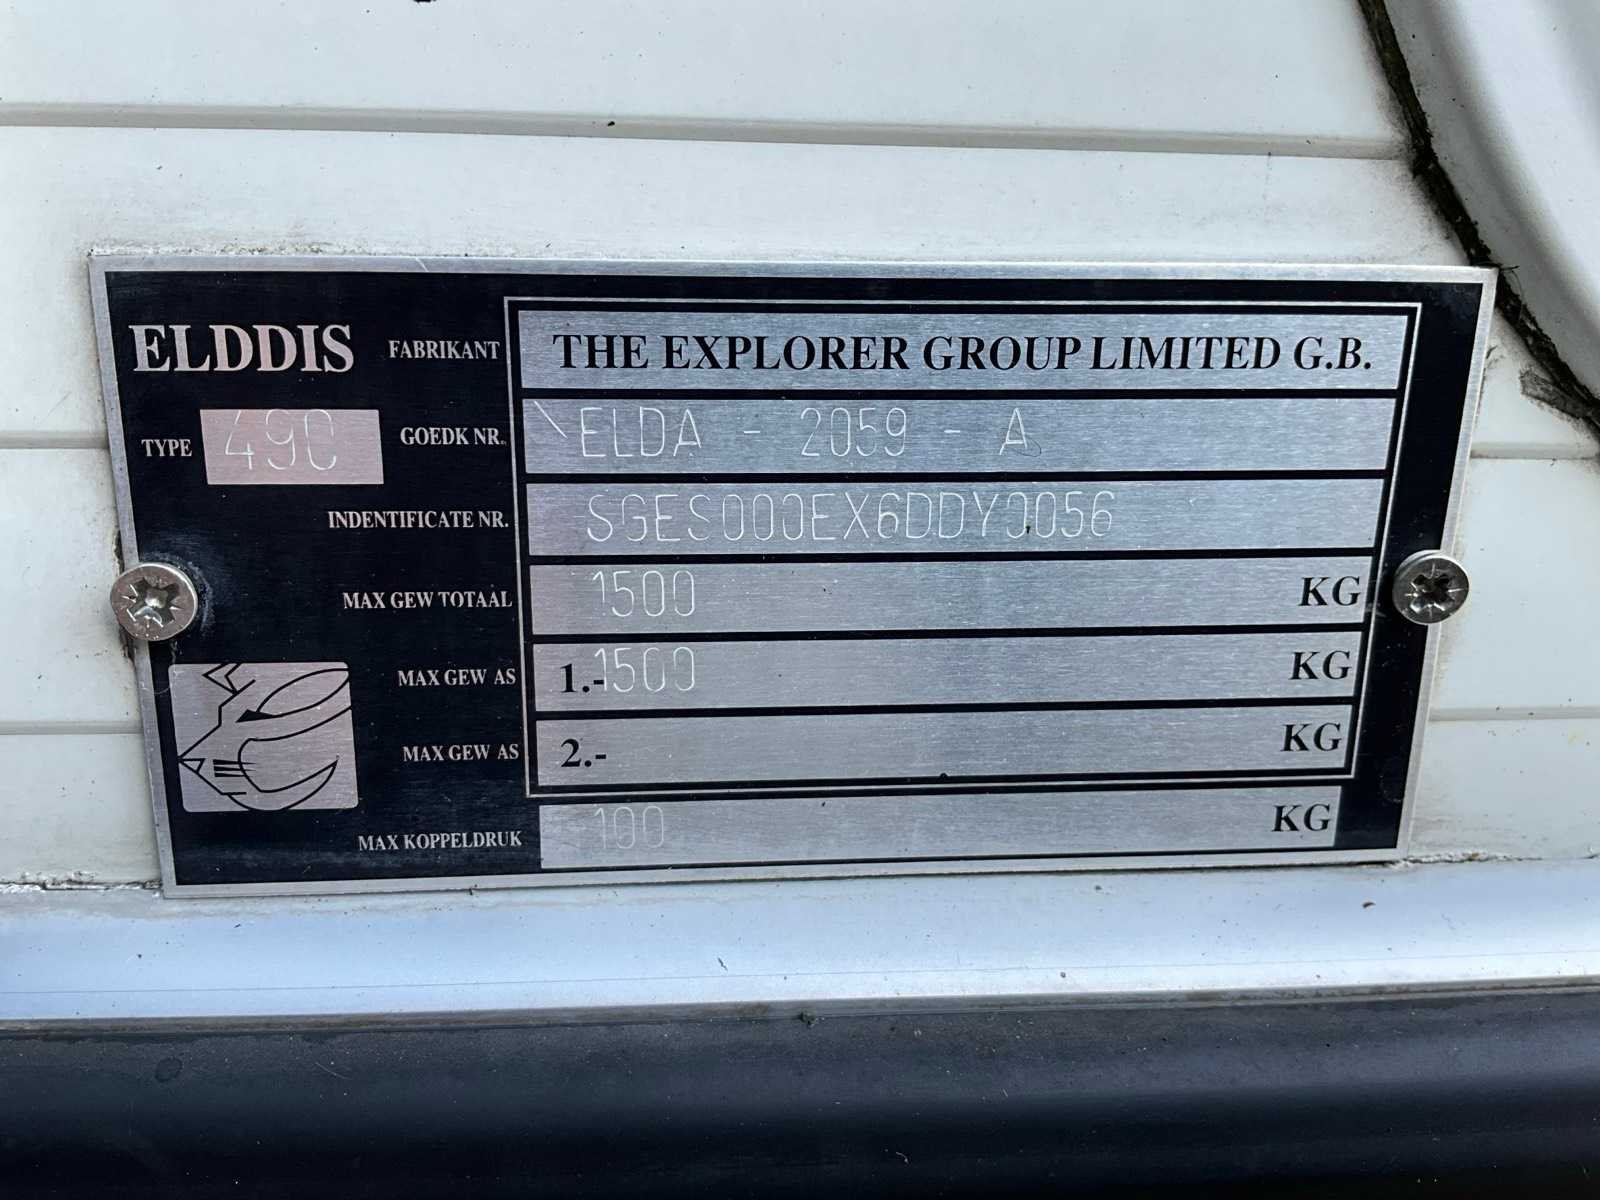 ELDDIS FABRIKANT THE EXPLORER GROUP LIMITED G.B.
TYPE 490 GOEDK NR. ELDA - 2059 - A
INDENTIFICATE NR. SGES000EX6DDY0056
MAX GEW TOTAAL 1500 KG
MAX GEW AS 1.- 1500 KG
MAX GEW AS 2.- KG
MAX KOPPELDRUK 100 KG